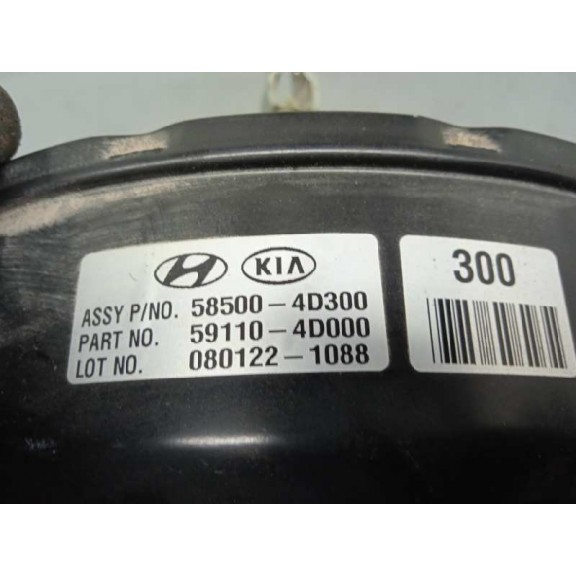 KIA
ASSY P/NO. 58500-4D300
PART NO. 59110-4D000
LOT NO. 080122-1088
300